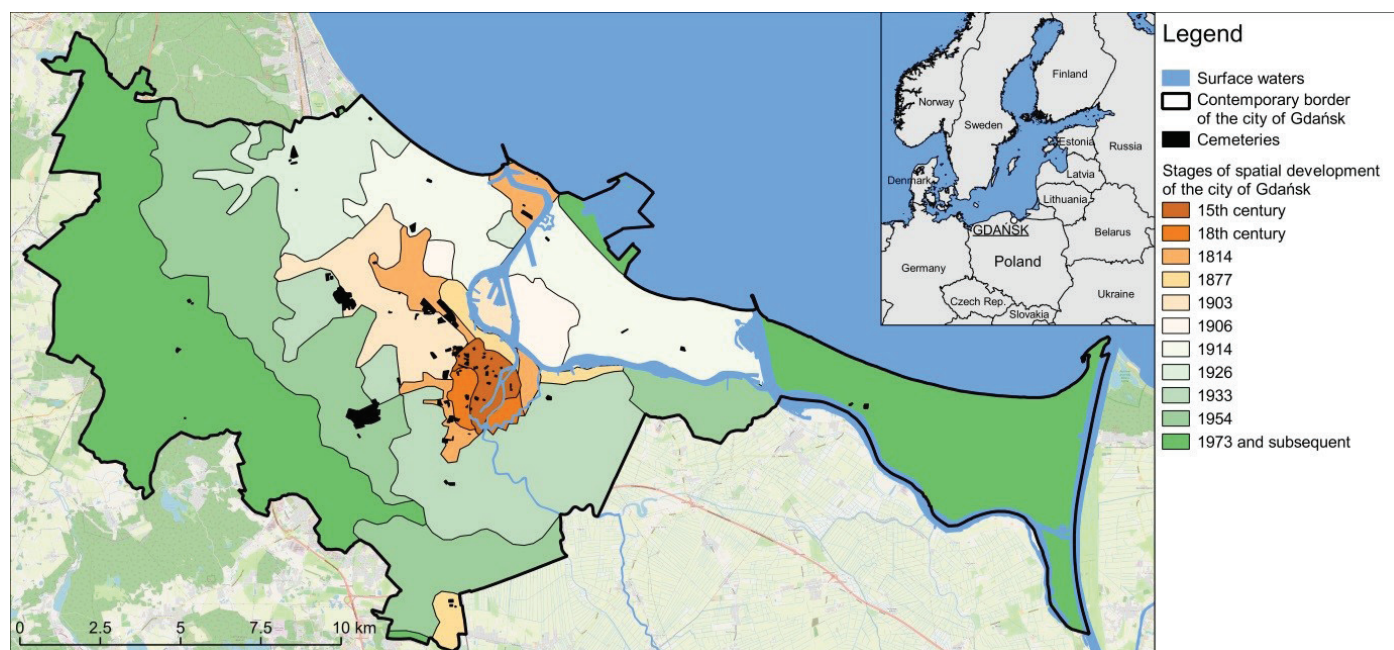 Norway
Sweden
Finland
Estonia
Russia
Latvia
Denmark
Lithuania
GDAŃSK
Belarus
Germany
Poland
Czech Rep.
Slovakia
Ukraine
0 2.5 5 7.5 10 km
Legend
Surface waters
Contemporary border
of the city of Gdańsk
Cemeteries
Stages of spatial development
of the city of Gdańsk
15th century
18th century
1814
1877
1903
1906
1914
1926
1933
1954
1973 and subsequent